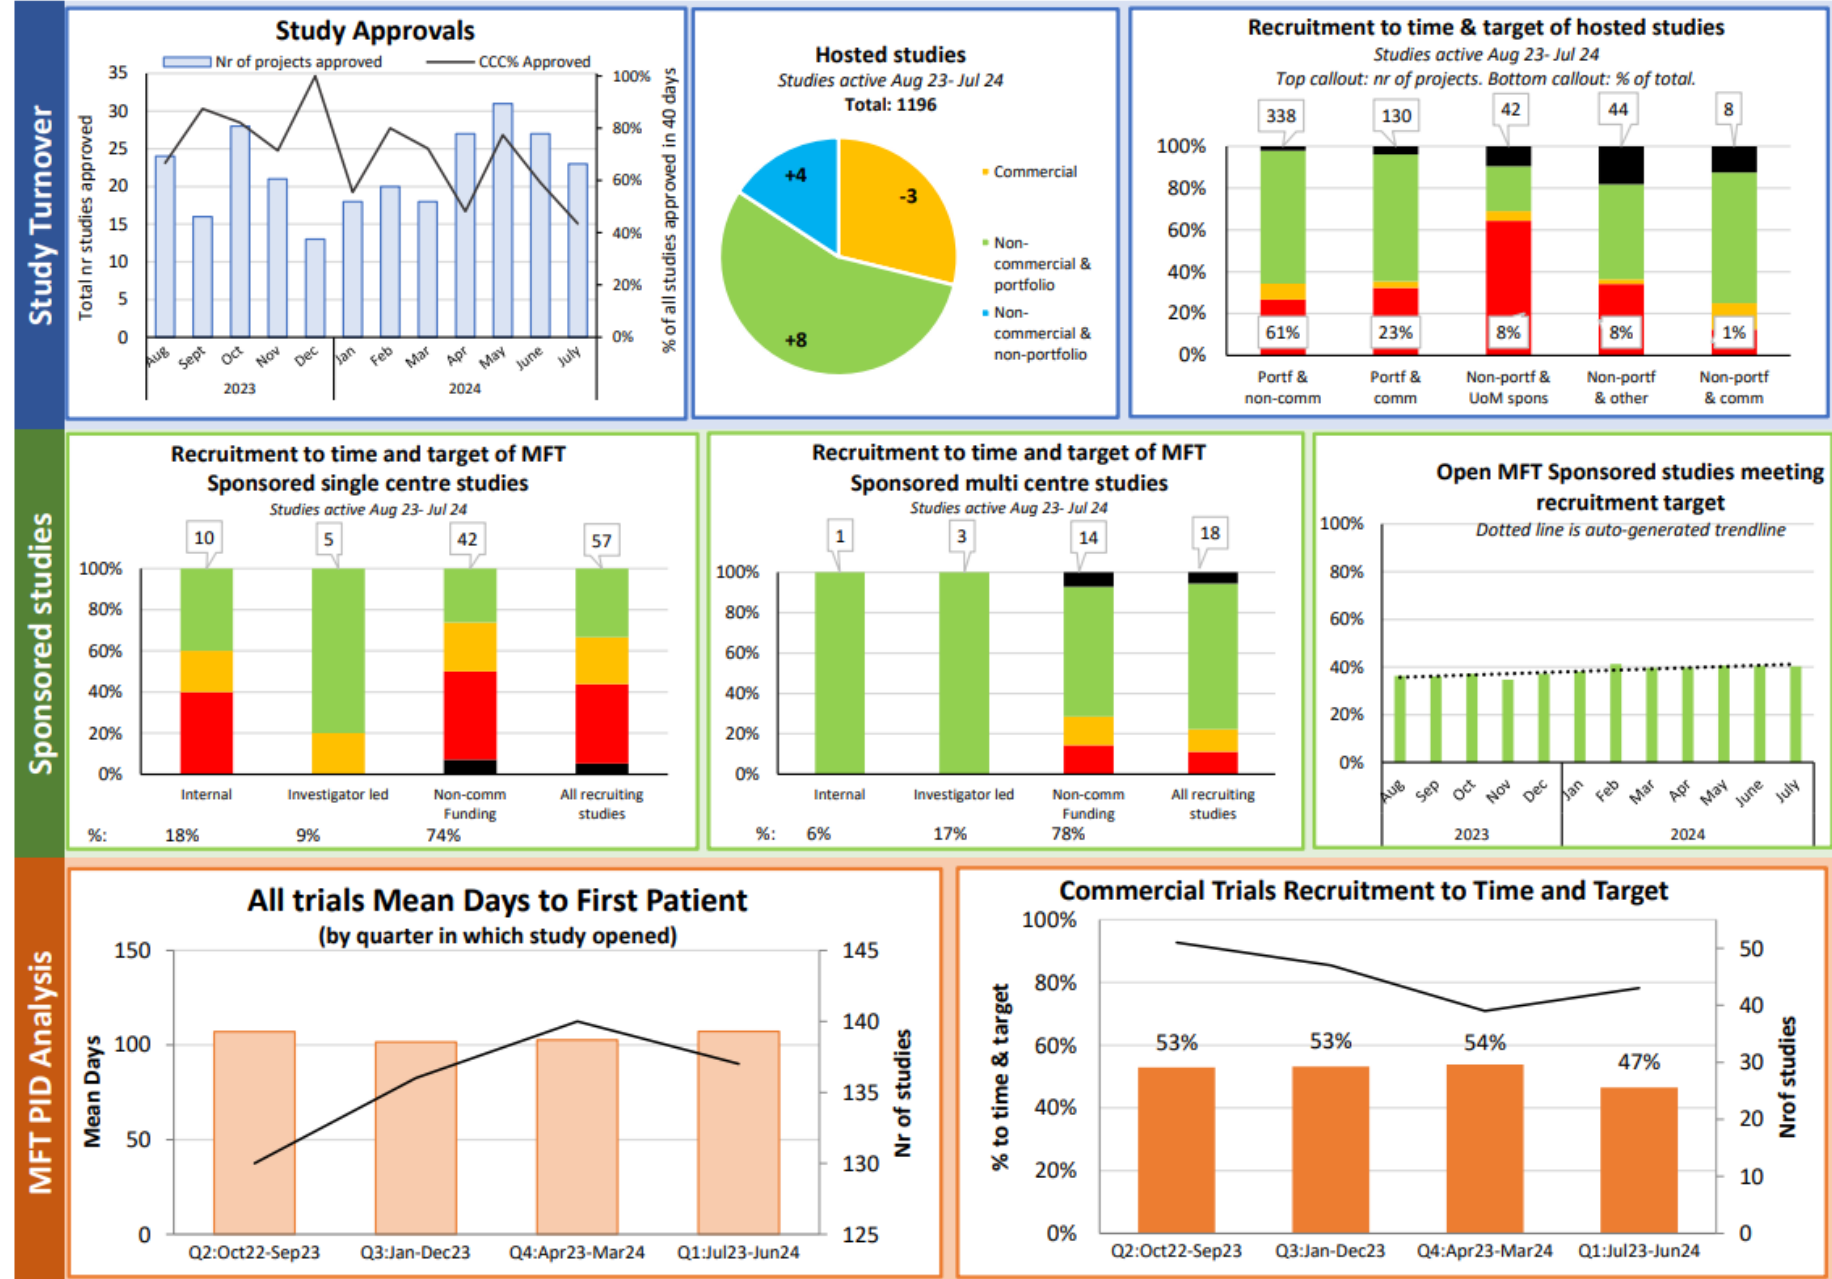 Study Turnover
Study Approvals
Nr of projects approved
CCC% Approved
Total nr studies approved
35
30
25
20
15
10
5
0
100%
80%
60%
40%
20%
0%
% of all studies approved in 40 days
Aug Sept Oct Nov Dec Jan Feb Mar Apr May June July
2023 2024
Hosted studies
Studies active Aug 23- Jul 24
Total: 1196
+4
-3
+8
Commercial
Non-
commercial &
portfolio
Non-
commercial &
non-portfolio
Recruitment to time & target of hosted studies
Studies active Aug 23- Jul 24
Top callout: nr of projects. Bottom callout: % of total.
338 130 42 44 8
100%
80%
60%
40%
20%
0%
61% 23% 8% 8% 1%
Portf & Portf & Non-portf & Non-portf Non-portf
non-comm comm UoM spons & other & comm
Sponsored studies
Recruitment to time and target of MFT
Sponsored single centre studies
Studies active Aug 23- Jul 24
10 5 42 57
100%
80%
60%
40%
20%
0%
Internal Investigator led Non-comm All recruiting
Funding studies
%: 18% 9% 74%
Recruitment to time and target of MFT
Sponsored multi centre studies
Studies active Aug 23- Jul 24
1 3 14 18
100%
80%
60%
40%
20%
0%
Internal Investigator led Non-comm All recruiting
Funding studies
%: 6% 17% 78%
Open MFT Sponsored studies meeting
recruitment target
Dotted line is auto-generated trendline
100%
80%
60%
40%
20%
0%
Aug Sep Oct Nov Dec Jan Feb Mar Apr May June July
2023 2024
MFT PID Analysis
All trials Mean Days to First Patient
(by quarter in which study opened)
Mean Days
150
100
50
0
145
140
135
130
125
Nr of studies
Q2:Oct22-Sep23 Q3:Jan-Dec23 Q4:Apr23-Mar24 Q1:Jul23-Jun24
Commercial Trials Recruitment to Time and Target
% to time & target
100%
80%
60%
40%
20%
0%
53% 53% 54% 47%
50
40
30
20
10
0
Nrof studies
Q2:Oct22-Sep23 Q3:Jan-Dec23 Q4:Apr23-Mar24 Q1:Jul23-Jun24